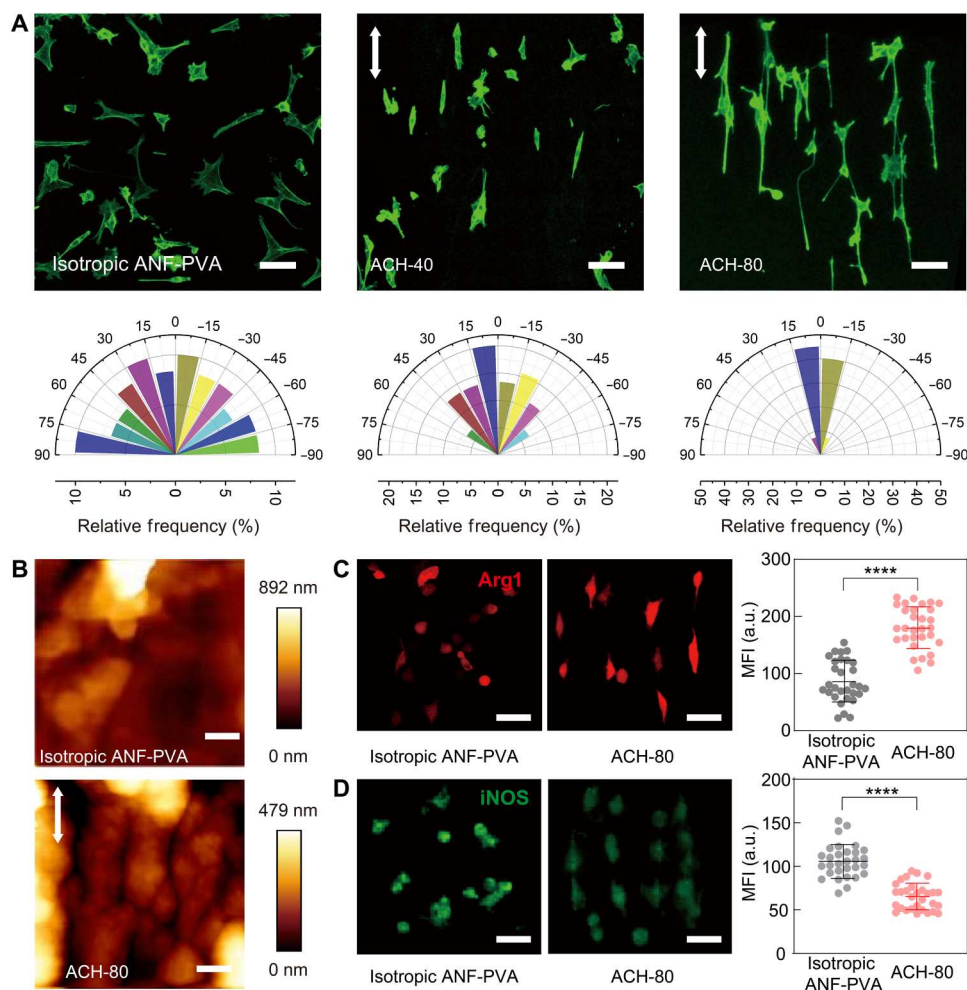 A
Isotropic ANF-PVA
ACH-40
ACH-80
90 75 60 45 30 15 0 −15 −30 −45 −60 −75 −90
10 5 0 5 10
Relative frequency (%)
90 75 60 45 30 15 0 −15 −30 −45 −60 −75 −90
20 15 10 5 0 5 10 15 20
Relative frequency (%)
90 75 60 45 30 15 0 −15 −30 −45 −60 −75 −90
50 40 30 20 10 0 10 20 30 40 50
Relative frequency (%)
B
Isotropic ANF-PVA
892 nm
0 nm
ACH-80
479 nm
0 nm
C
Arg1
Isotropic ANF-PVA
ACH-80
MFI (a.u.)
300
200
100
0
****
Isotropic
ANF-PVA
ACH-80
D
iNOS
Isotropic ANF-PVA
ACH-80
MFI (a.u.)
200
150
100
50
0
****
Isotropic
ANF-PVA
ACH-80